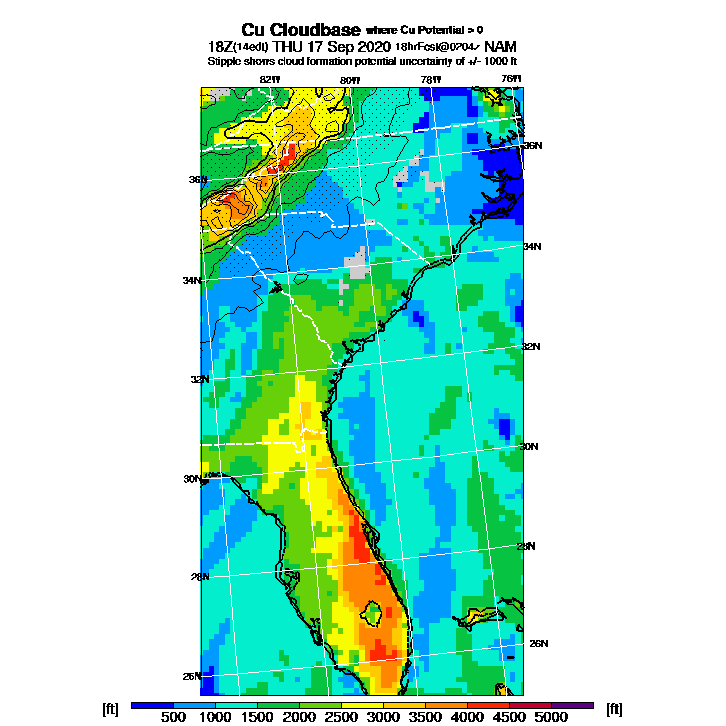 Cu Cloudbase where Cu Potential > 0
18Z(14edt) THU 17 Sep 2020 18hrFcst@0204z NAM
Stipple shows cloud formation potential uncertainty of +/- 1000 ft
82W 80W 78W 76W
36N
36N
34N
34N
32N
32N
30N
30N
28N
28N
26N
26N
[ft] 500 1000 1500 2000 2500 3000 3500 4000 4500 5000 [ft]